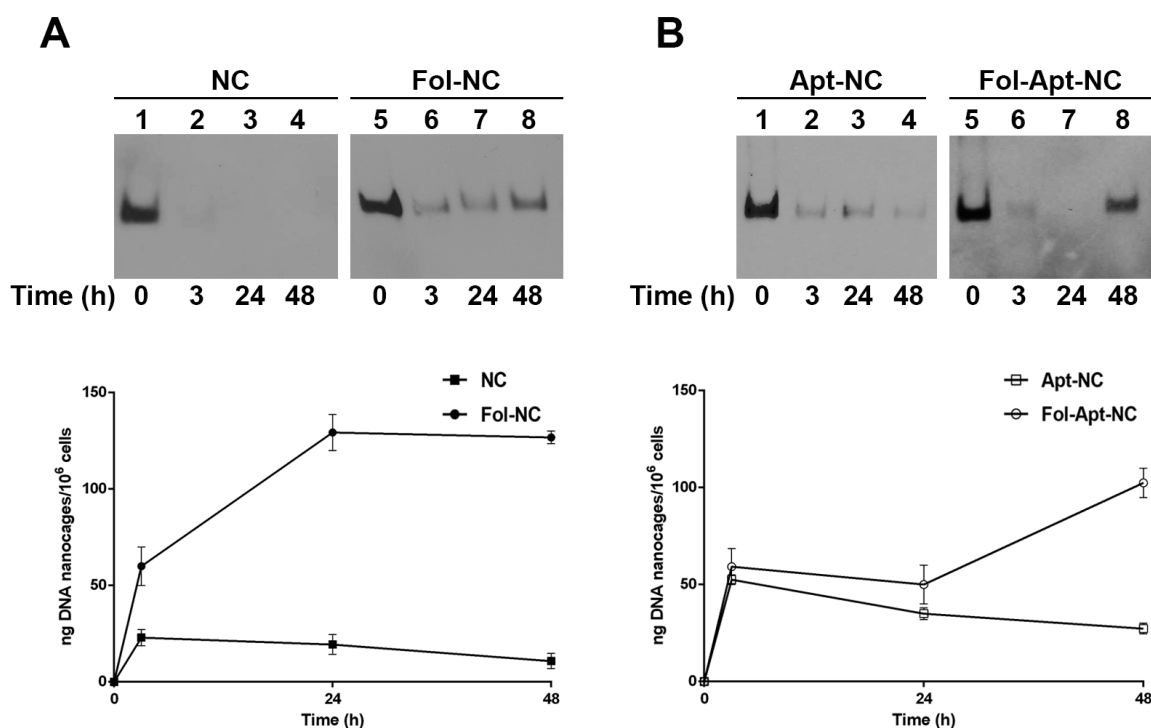 A
NC Fol-NC
1 2 3 4 5 6 7 8
Time (h) 0 3 24 48 0 3 24 48
NC
Fol-NC
150
100
50
0
0 24 48
ng DNA nanocages/10⁶ cells
Time (h)
B
Apt-NC Fol-Apt-NC
1 2 3 4 5 6 7 8
Time (h) 0 3 24 48 0 3 24 48
Apt-NC
Fol-Apt-NC
150
100
50
0
0 24 48
ng DNA nanocages/10⁶ cells
Time (h)